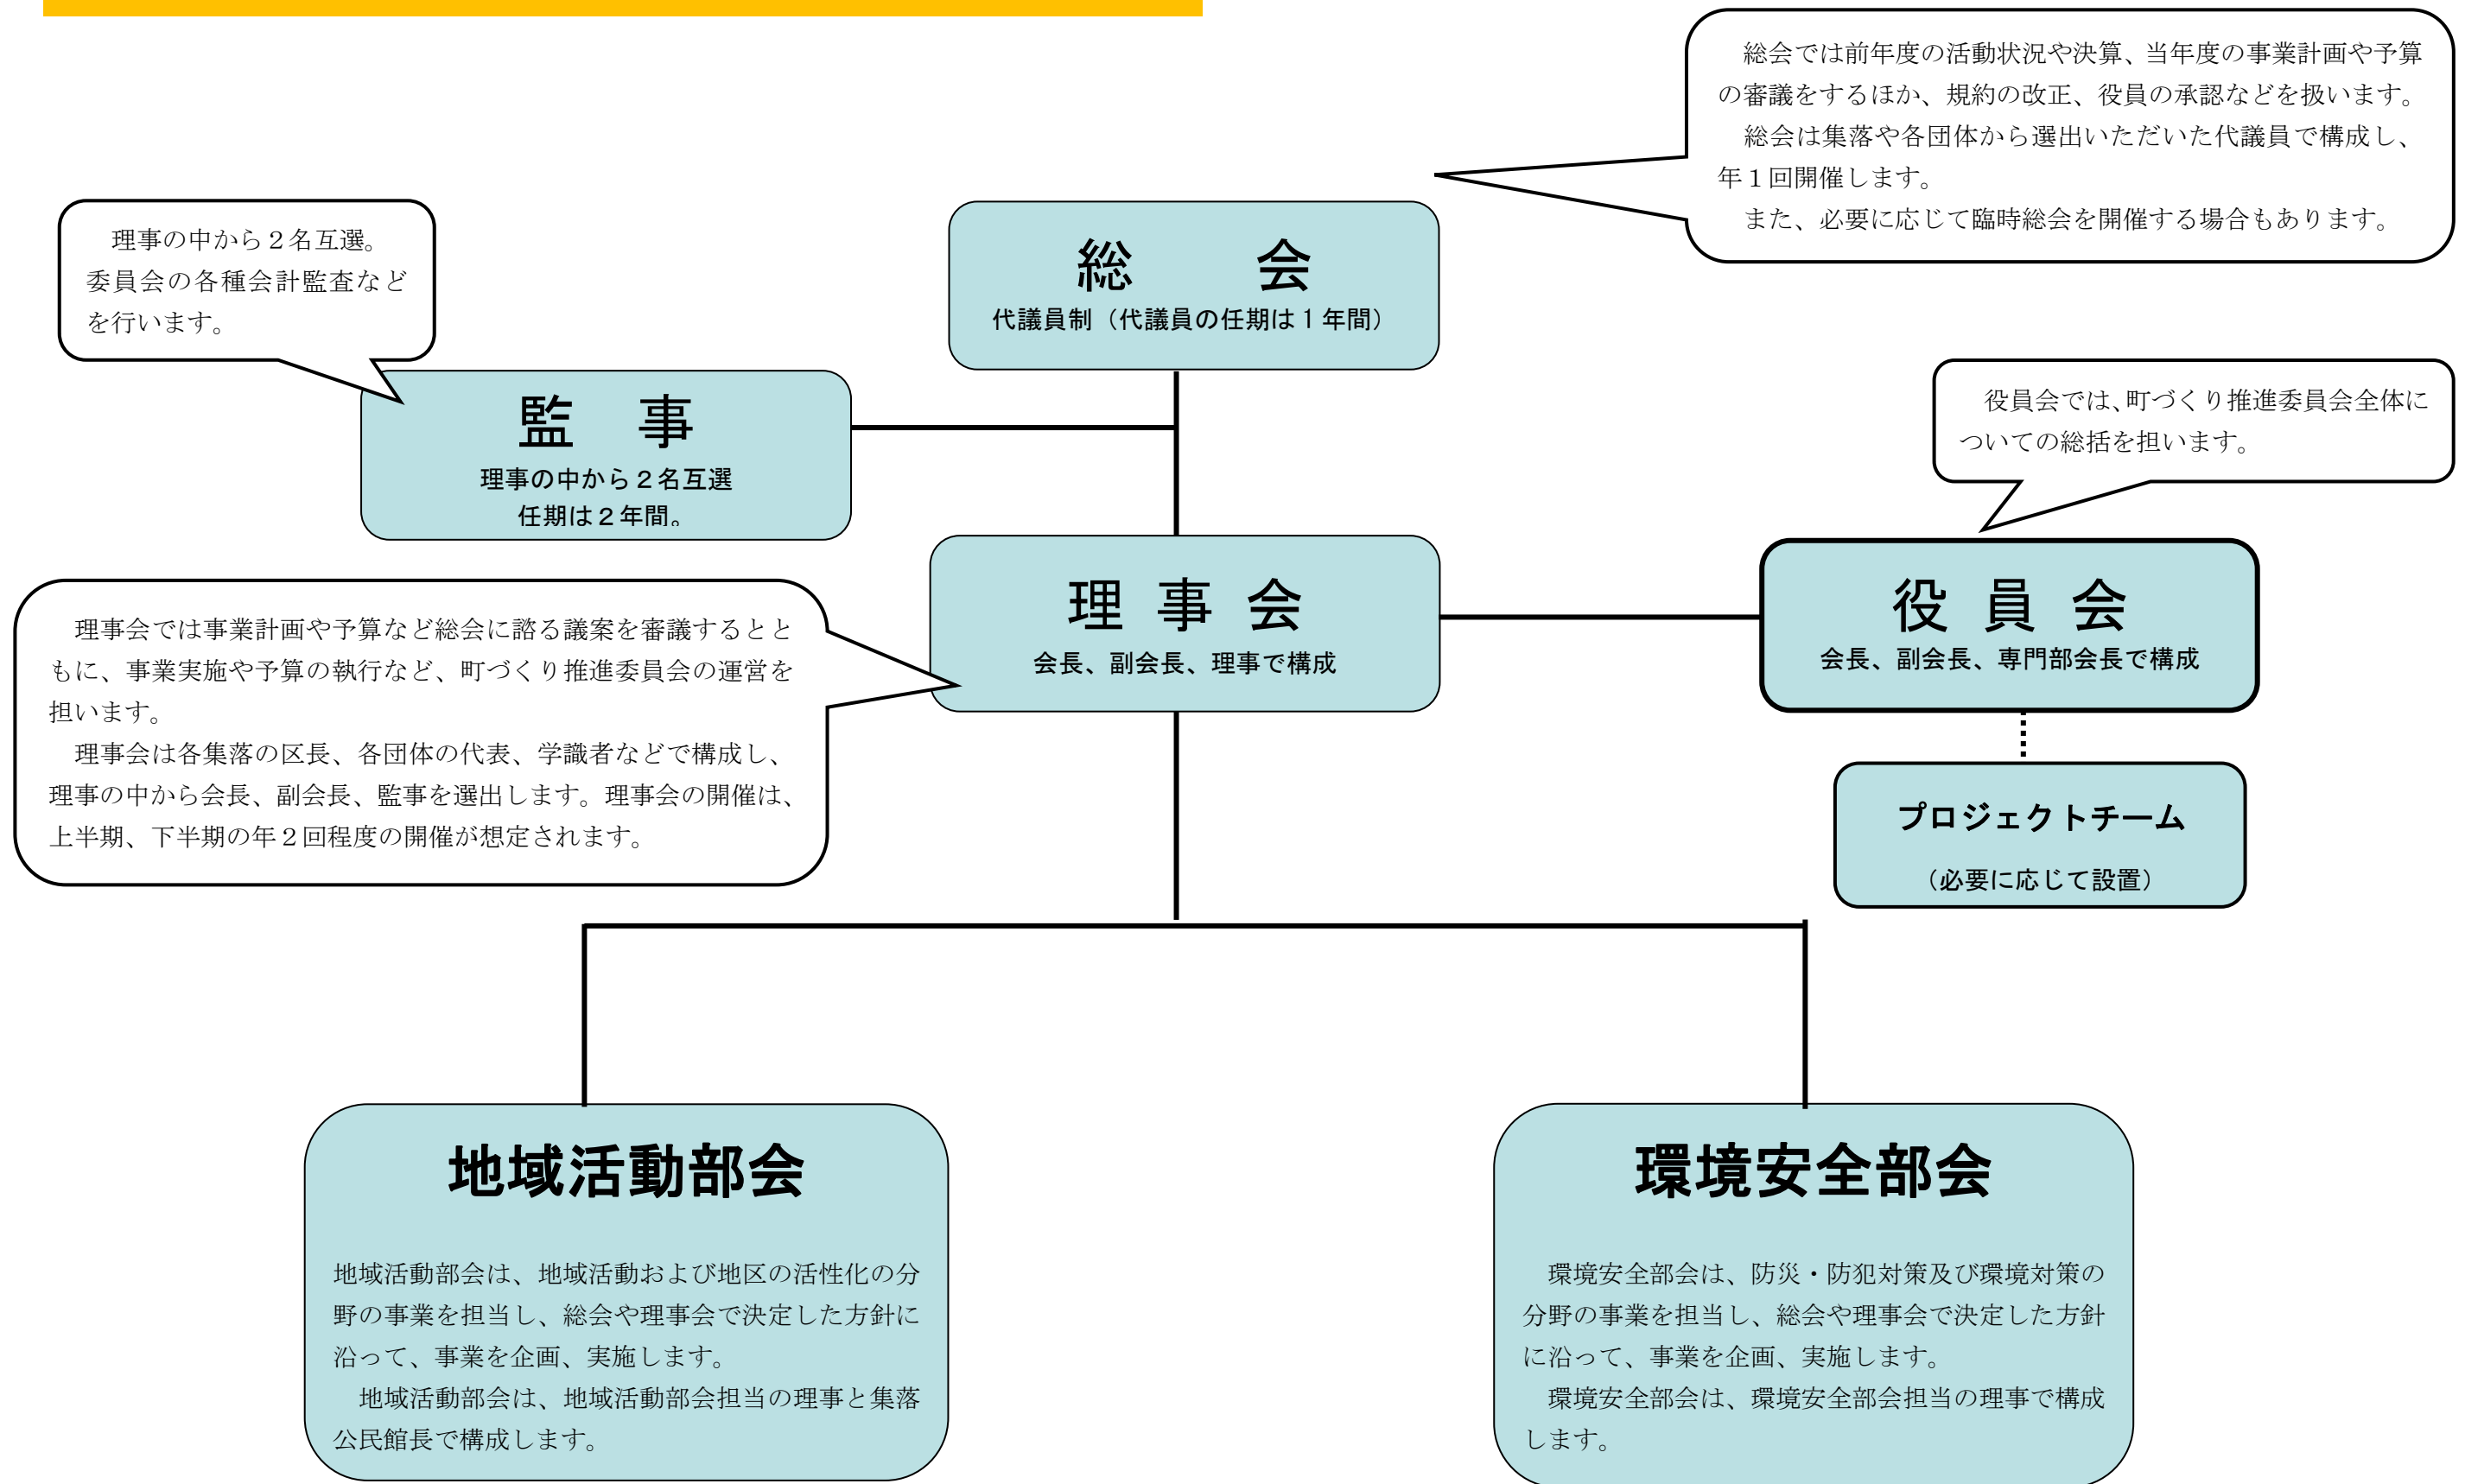 総会では前年度の活動状況や決算、当年度の事業計画や予算
の審議をするほか、規約の改正、役員の承認などを扱います。
総会は集落や各団体から選出いただいた代議員で構成し、
年１回開催します。
また、必要に応じて臨時総会を開催する場合もあります。
総　　会
代議員制（代議員の任期は１年間）
理事の中から２名互選。
委員会の各種会計監査など
を行います。
監　事
理事の中から２名互選
任期は２年間。
役員会では、町づくり推進委員会全体に
ついての総括を担います。
理 事 会
会長、副会長、理事で構成
役 員 会
会長、副会長、専門部会長で構成
理事会では事業計画や予算など総会に諮る議案を審議するとと
もに、事業実施や予算の執行など、町づくり推進委員会の運営を
担います。
理事会は各集落の区長、各団体の代表、学識者などで構成し、
理事の中から会長、副会長、監事を選出します。理事会の開催は、
上半期、下半期の年２回程度の開催が想定されます。
プロジェクトチーム
（必要に応じて設置）
地域活動部会
地域活動部会は、地域活動および地区の活性化の分
野の事業を担当し、総会や理事会で決定した方針に
沿って、事業を企画、実施します。
地域活動部会は、地域活動部会担当の理事と集落
公民館長で構成します。
環境安全部会
環境安全部会は、防災・防犯対策及び環境対策の
分野の事業を担当し、総会や理事会で決定した方針
に沿って、事業を企画、実施します。
環境安全部会は、環境安全部会担当の理事で構成
します。